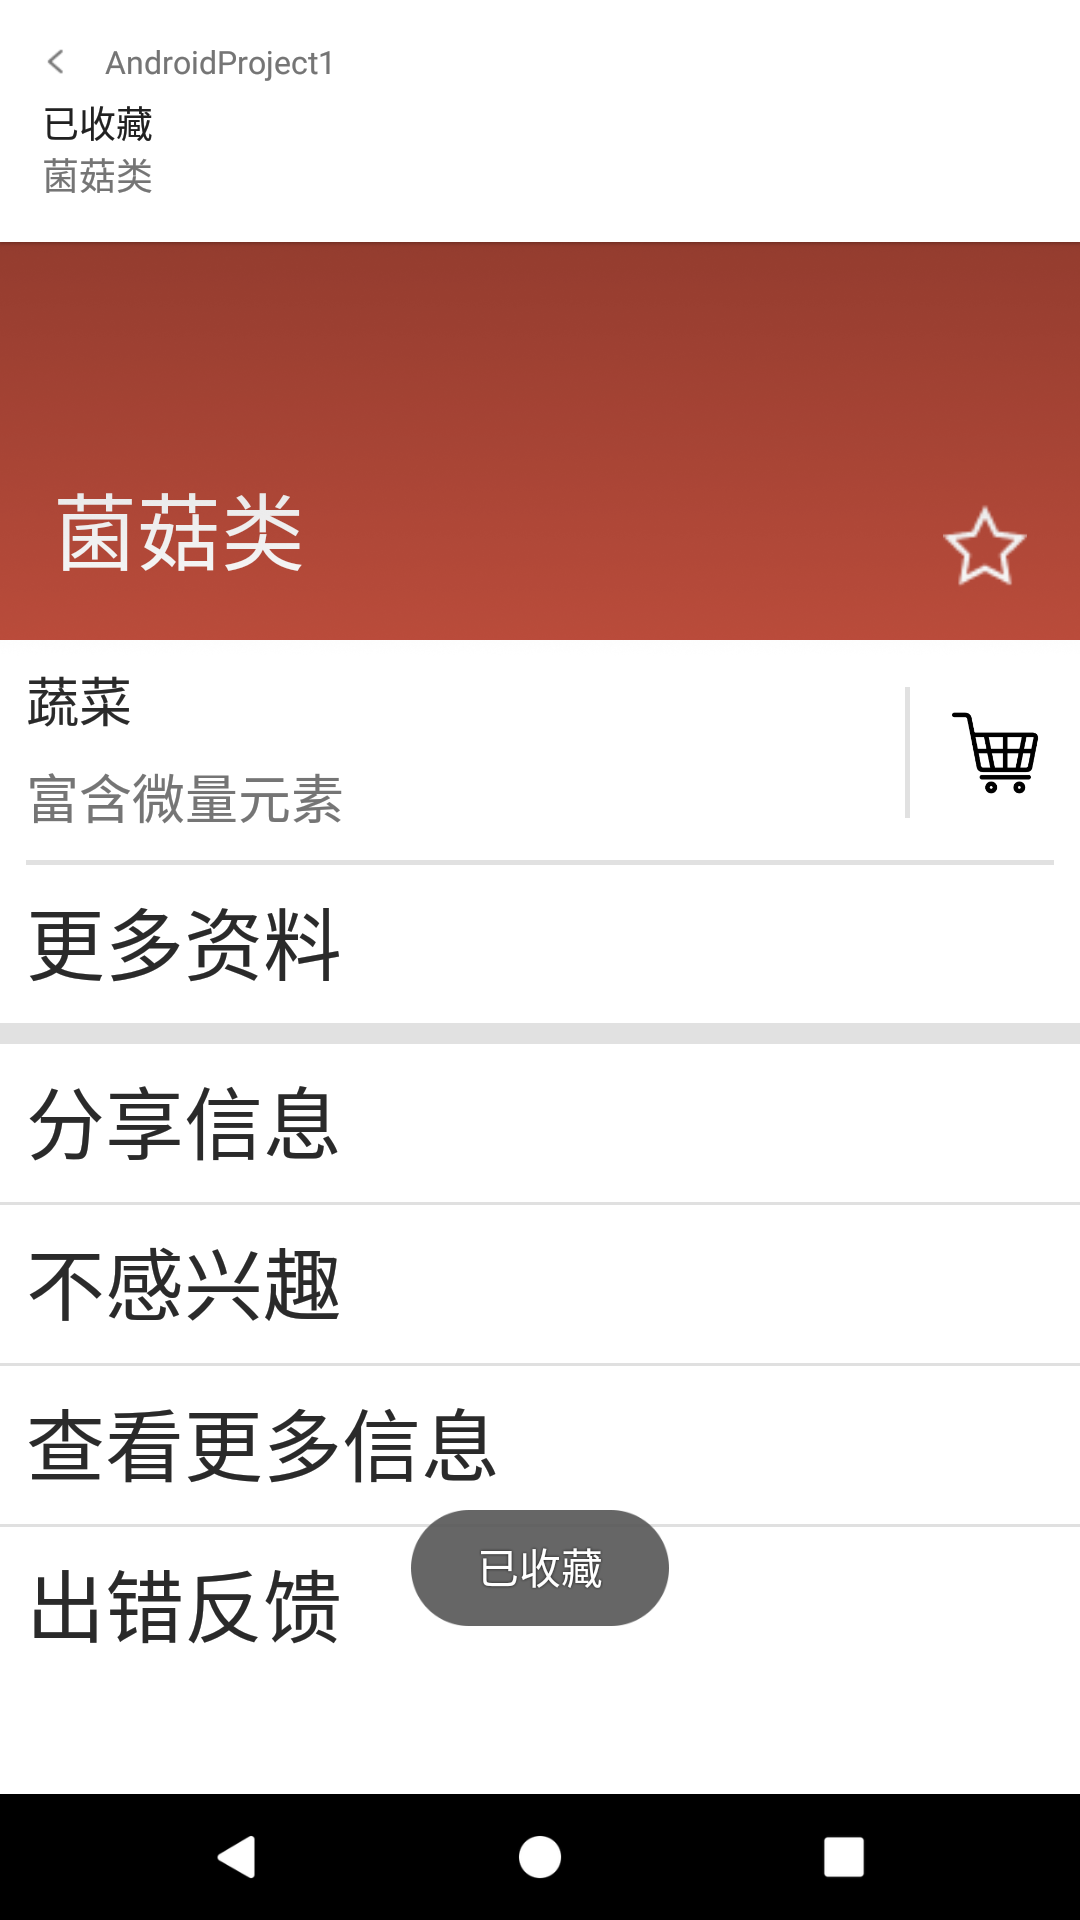 AndroidProject1
已收藏
菌菇类
菌菇类
蔬菜
富含微量元素
更多资料
分享信息
不感兴趣
查看更多信息
出错反馈
已收藏